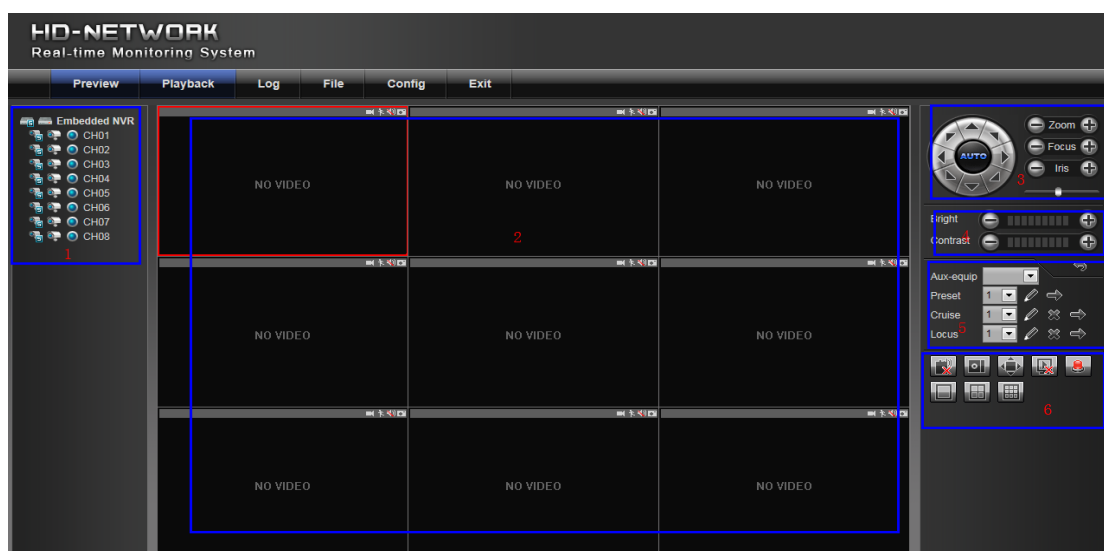 HD-NETWORK
Real-time Monitoring System
Preview Playback Log File Config Exit
Embedded NVR
CH01
CH02
CH03
CH04
CH05
CH06
CH07
CH08
1
NO VIDEO NO VIDEO NO VIDEO
2
NO VIDEO NO VIDEO NO VIDEO
NO VIDEO NO VIDEO NO VIDEO
AUTO
Zoom
Focus
Iris
3
Bright
Contrast
4
Aux-equip
Preset 1
Cruise 1
Locus 1
5
6